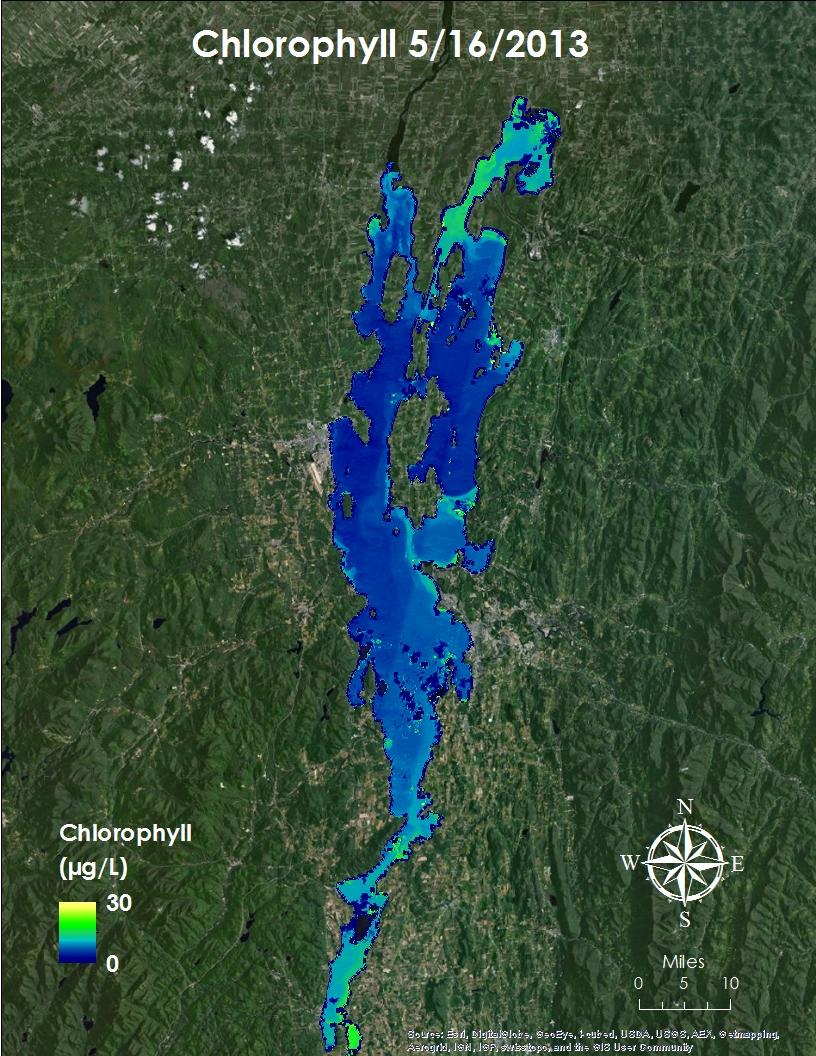 Chlorophyll 5/16/2013
Chlorophyll
(µg/L)
30
0
N
W E
S
Miles
0 5 10
Source: Esri, DigitalGlobe, GeoEye, i-cubed, USDA, USGS, AEX, Getmapping,
Aerogrid, IGN, IGP, swisstopo, and the GIS User Community